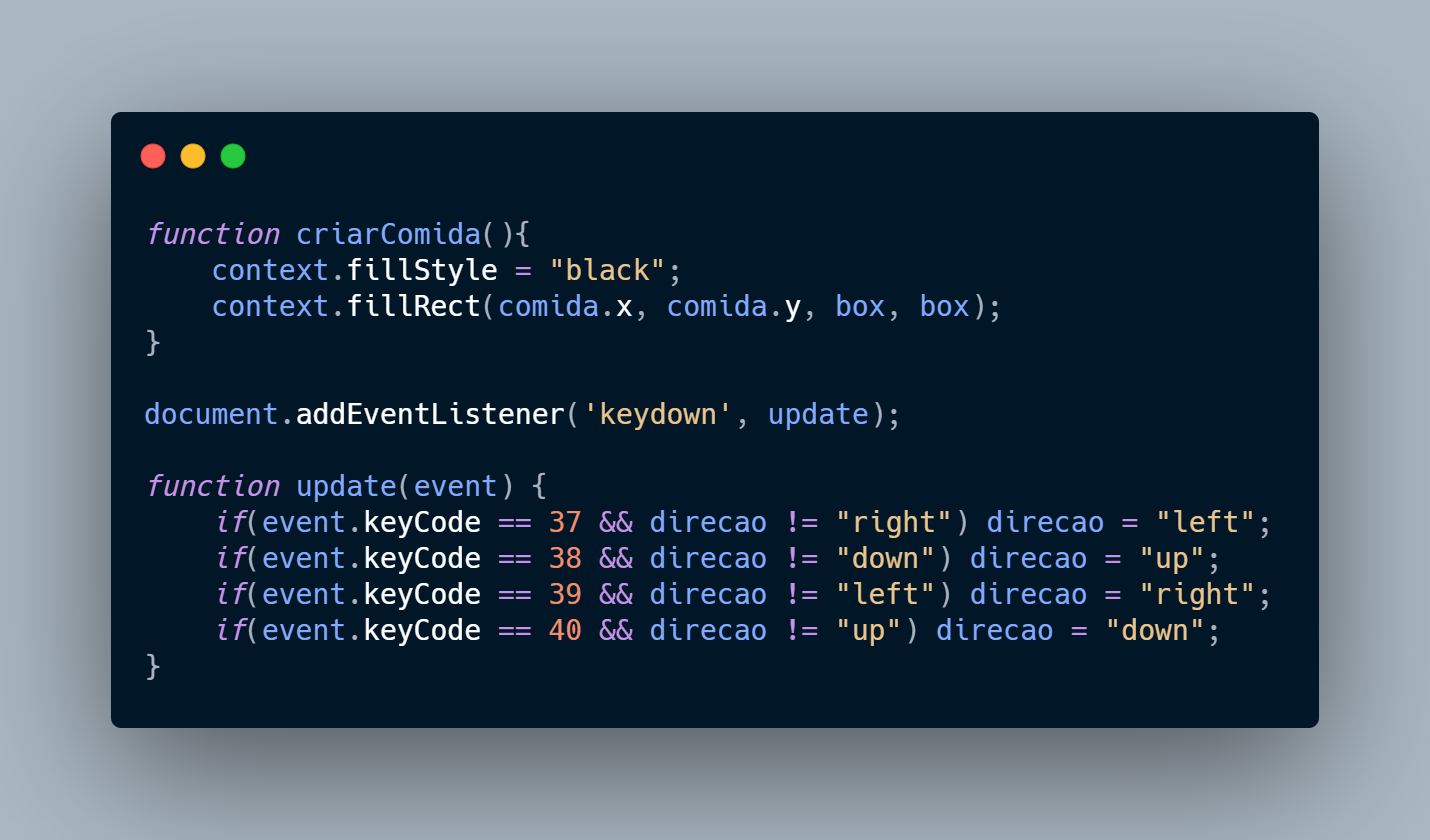 function criarComida(){
    context.fillStyle = "black";
    context.fillRect(comida.x, comida.y, box, box);
}
document.addEventListener('keydown', update);
function update(event) {
    if(event.keyCode == 37 && direcao != "right") direcao = "left";
    if(event.keyCode == 38 && direcao != "down") direcao = "up";
    if(event.keyCode == 39 && direcao != "left") direcao = "right";
    if(event.keyCode == 40 && direcao != "up") direcao = "down";
}